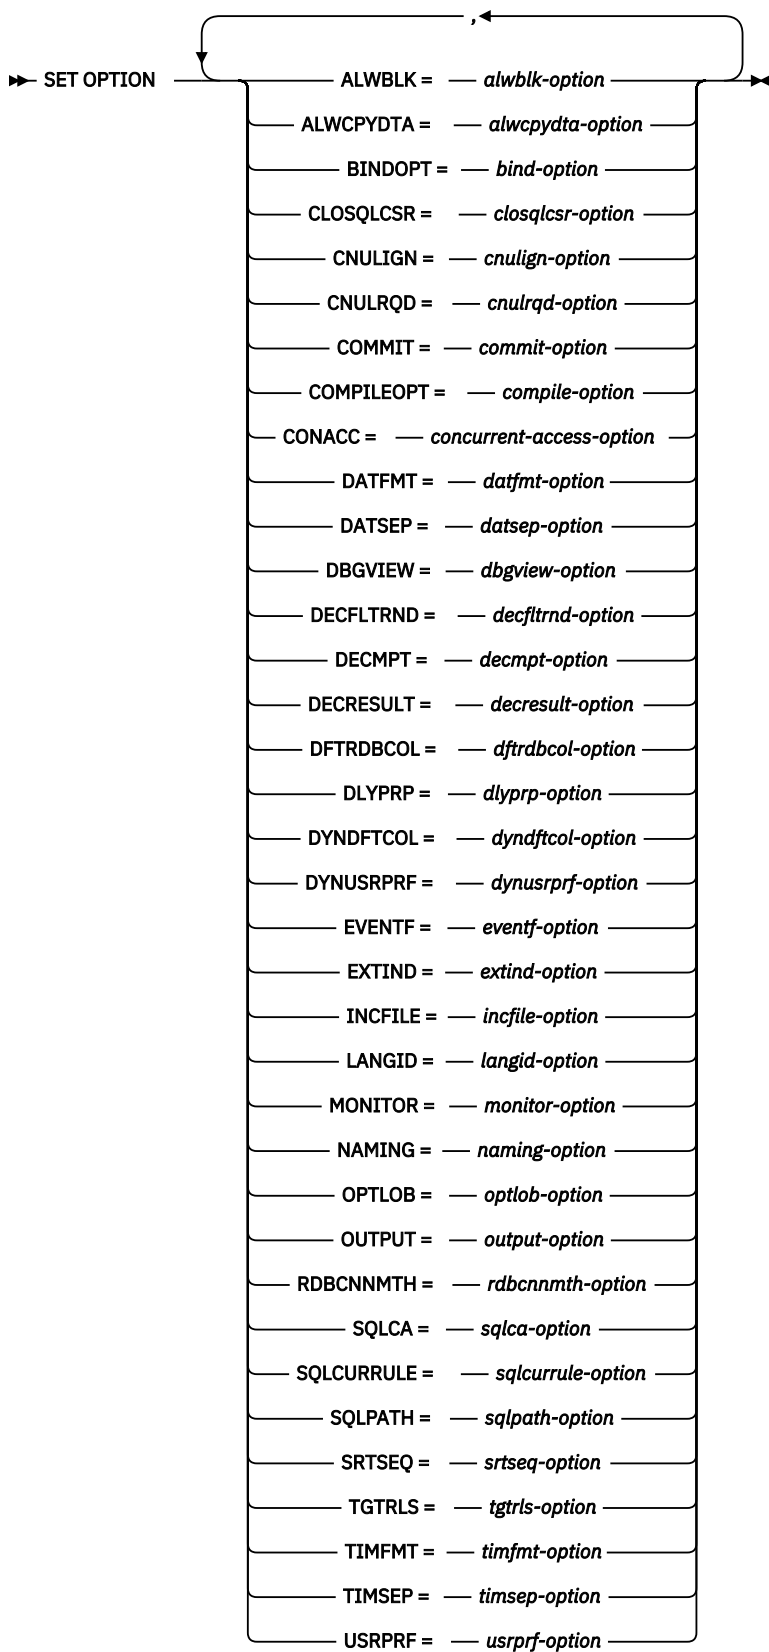 ,
SET OPTION ALWBLK = alwblk-option
ALWCPYDTA = alwcpydta-option
BINDOPT = bind-option
CLOSQLCSR = closqlcsr-option
CNULIGN = cnulign-option
CNULRQD = cnulrqd-option
COMMIT = commit-option
COMPILEOPT = compile-option
CONACC = concurrent-access-option
DATFMT = datfmt-option
DATSEP = datsep-option
DBGVIEW = dbgview-option
DECFLTRND = decfltrnd-option
DECMPT = decmpt-option
DECRESULT = decresult-option
DFTRDBCOL = dftrdbcol-option
DLYPRP = dlyprp-option
DYNDFTCOL = dyndftcol-option
DYNUSRPRF = dynusrprf-option
EVENTF = eventf-option
EXTIND = extind-option
INCFILE = incfile-option
LANGID = langid-option
MONITOR = monitor-option
NAMING = naming-option
OPTLOB = optlob-option
OUTPUT = output-option
RDBCNNMTH = rdbcnnmth-option
SQLCA = sqlca-option
SQLCURRULE = sqlcurrule-option
SQLPATH = sqlpath-option
SRTSEQ = srtseq-option
TGTRLS = tgtrls-option
TIMFMT = timfmt-option
TIMSEP = timsep-option
USRPRF = usrprf-option